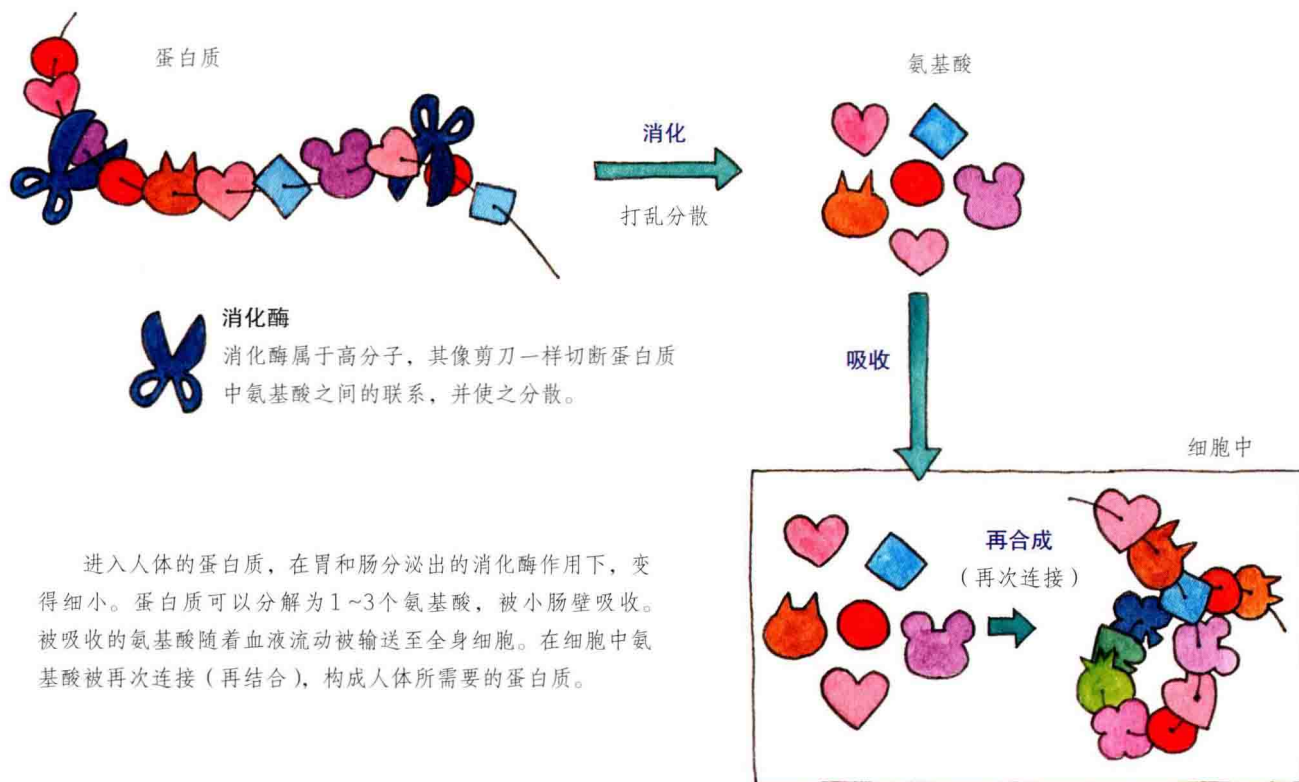 蛋白质
氨基酸
消化
打乱分散
消化酶
消化酶属于高分子，其像剪刀一样切断蛋白质
中氨基酸之间的联系，并使之分散。
吸收
细胞中
再合成
（再次连接）
进入人体的蛋白质，在胃和肠分泌出的消化酶作用下，变
得细小。蛋白质可以分解为1~3个氨基酸，被小肠壁吸收。
被吸收的氨基酸随着血液流动被输送至全身细胞。在细胞中氨
基酸被再次连接（再结合），构成人体所需要的蛋白质。